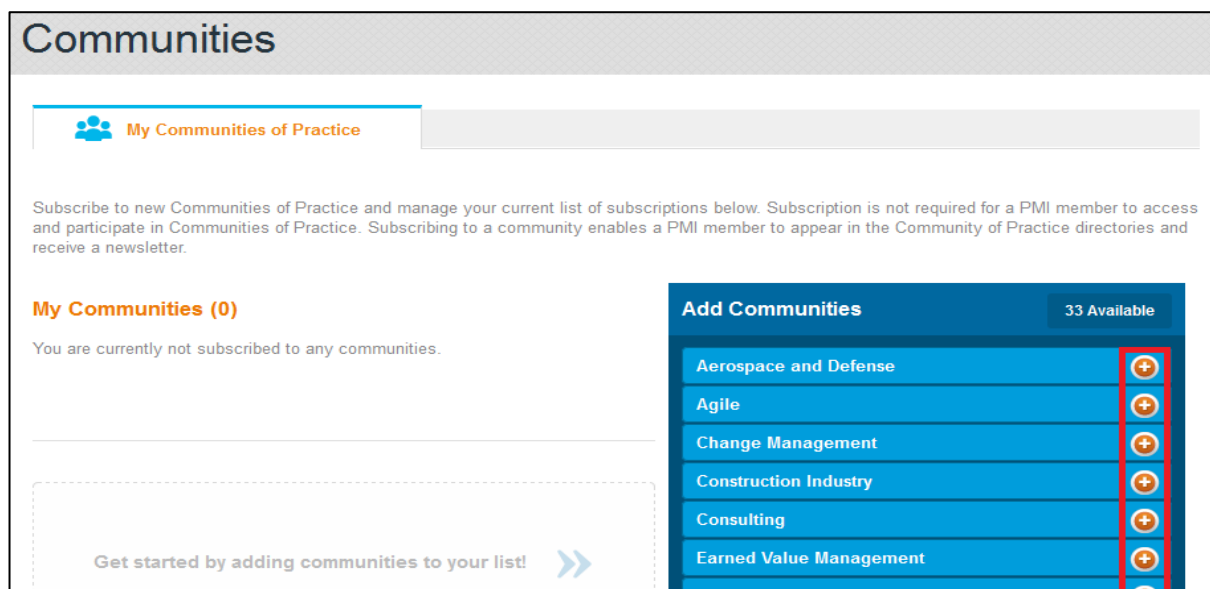 Communities
My Communities of Practice
Subscribe to new Communities of Practice and manage your current list of subscriptions below. Subscription is not required for a PMI member to access
and participate in Communities of Practice. Subscribing to a community enables a PMI member to appear in the Community of Practice directories and
receive a newsletter.
My Communities (0)
You are currently not subscribed to any communities.
Get started by adding communities to your list!
Add Communities
33 Available
Aerospace and Defense
Agile
Change Management
Construction Industry
Consulting
Earned Value Management